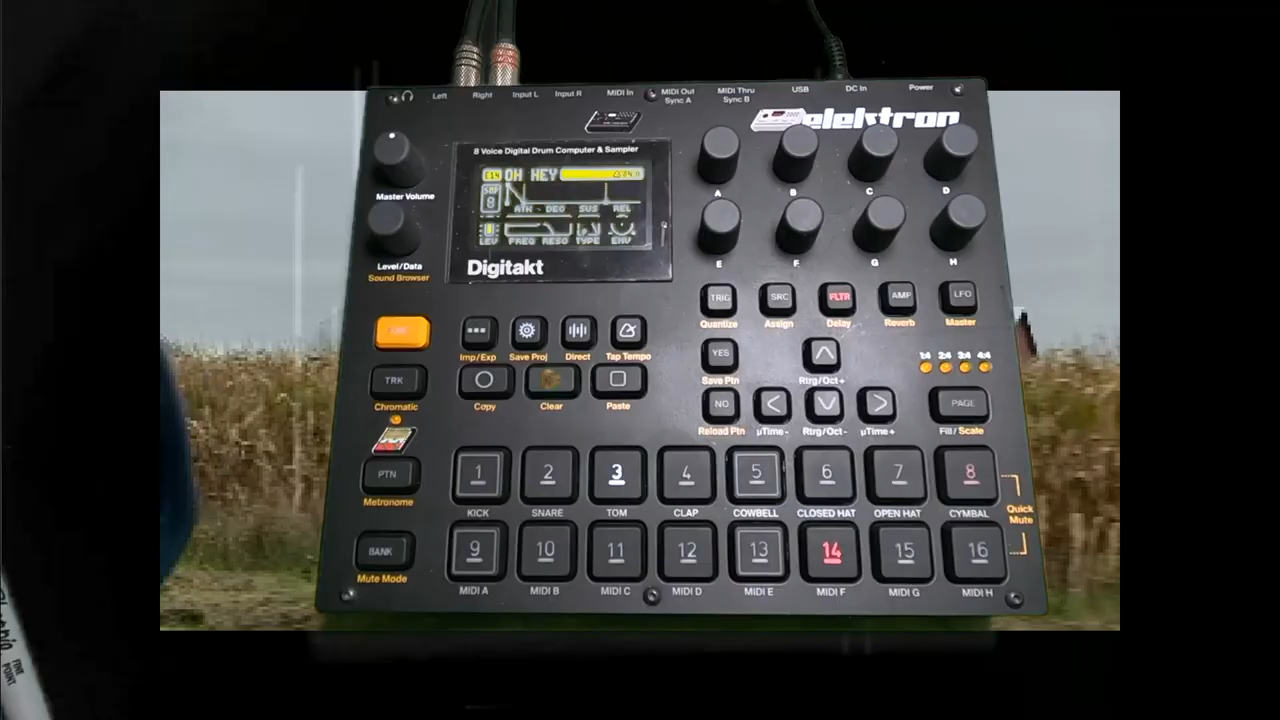 Left Right Input L Input R MIDI In MIDI Out Sync A MIDI Thru Sync B USB DC In Power
elektron
8 Voice Digital Drum Computer & Sampler
OH HEY
ATK DEC SUS REL
LEV FREQ RESO TYPE ENV
Digitakt
Master Volume
Level/Data
Sound Browser
A B C D
E F G H
TRIG SRC FLTR AMP LFO
Quantize Assign Delay Reverb Master
Imp/Exp Save Proj Direct Tap Tempo
YES
Save Ptn Rtrg/Oct+
1:4 2:4 3:4 4:4
TRK
Chromatic
Copy Clear Paste
NO PAGE
Reload Ptn µTime- Rtrg/Oct- µTime+ Fill/Scale
PTN
Metronome
1 2 3 4 5 6 7 8
KICK SNARE TOM CLAP COWBELL CLOSED HAT OPEN HAT CYMBAL
Quick
Mute
BANK
Mute Mode
9 10 11 12 13 14 15 16
MIDI A MIDI B MIDI C MIDI D MIDI E MIDI F MIDI G MIDI H
FINE
POINT